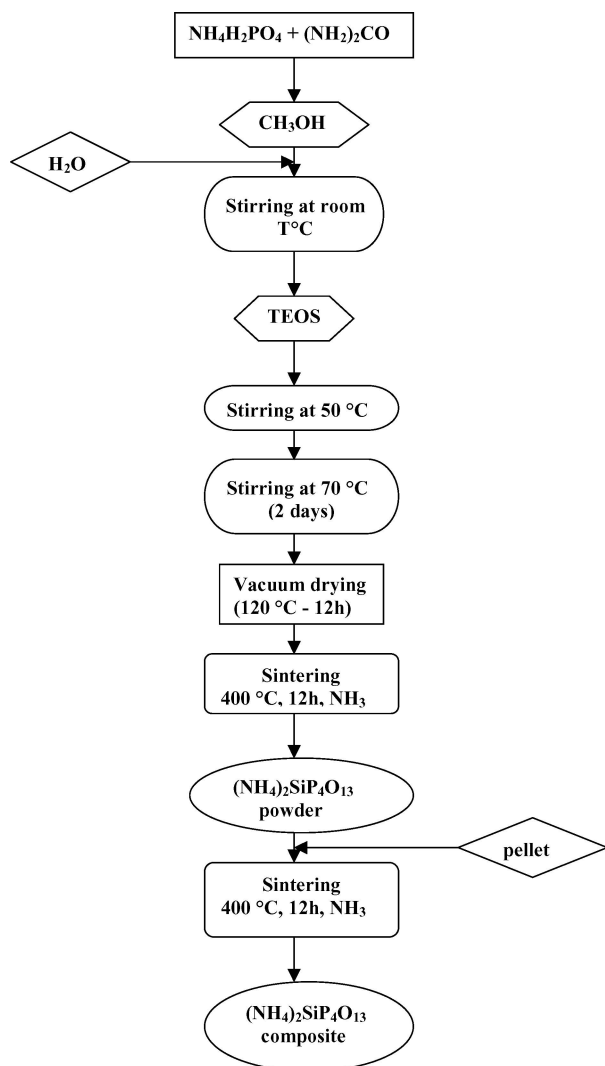 NH₄H₂PO₄ + (NH₂)₂CO
CH₃OH
H₂O
Stirring at room
T°C
TEOS
Stirring at 50 °C
Stirring at 70 °C
(2 days)
Vacuum drying
(120 °C - 12h)
Sintering
400 °C, 12h, NH₃
(NH₄)₂SiP₄O₁₃
powder
pellet
Sintering
400 °C, 12h, NH₃
(NH₄)₂SiP₄O₁₃
composite